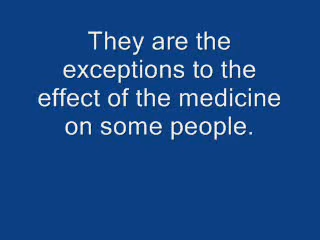 They are the
exceptions to the
effect of the medicine
on some people.